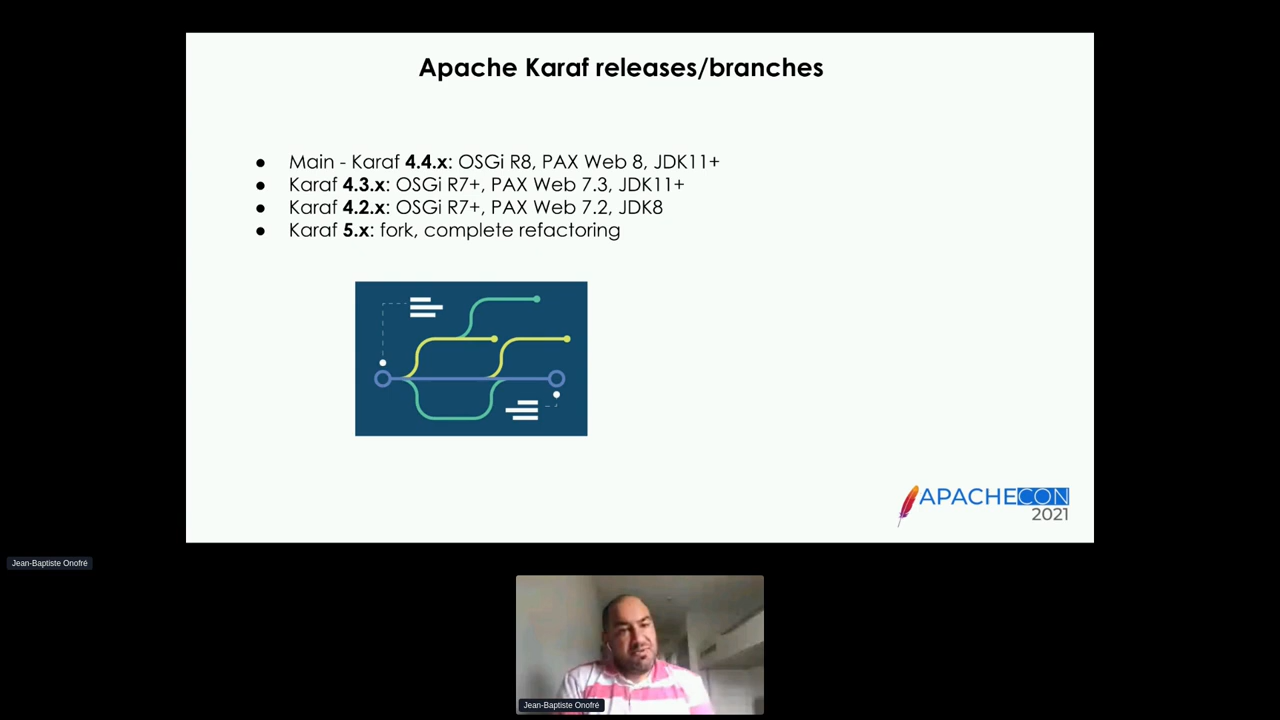 Apache Karaf releases/branches
● Main - Karaf 4.4.x: OSGi R8, PAX Web 8, JDK11+
● Karaf 4.3.x: OSGi R7+, PAX Web 7.3, JDK11+
● Karaf 4.2.x: OSGi R7+, PAX Web 7.2, JDK8
● Karaf 5.x: fork, complete refactoring
APACHECON
2021
Jean-Baptiste Onofré
Jean-Baptiste Onofré